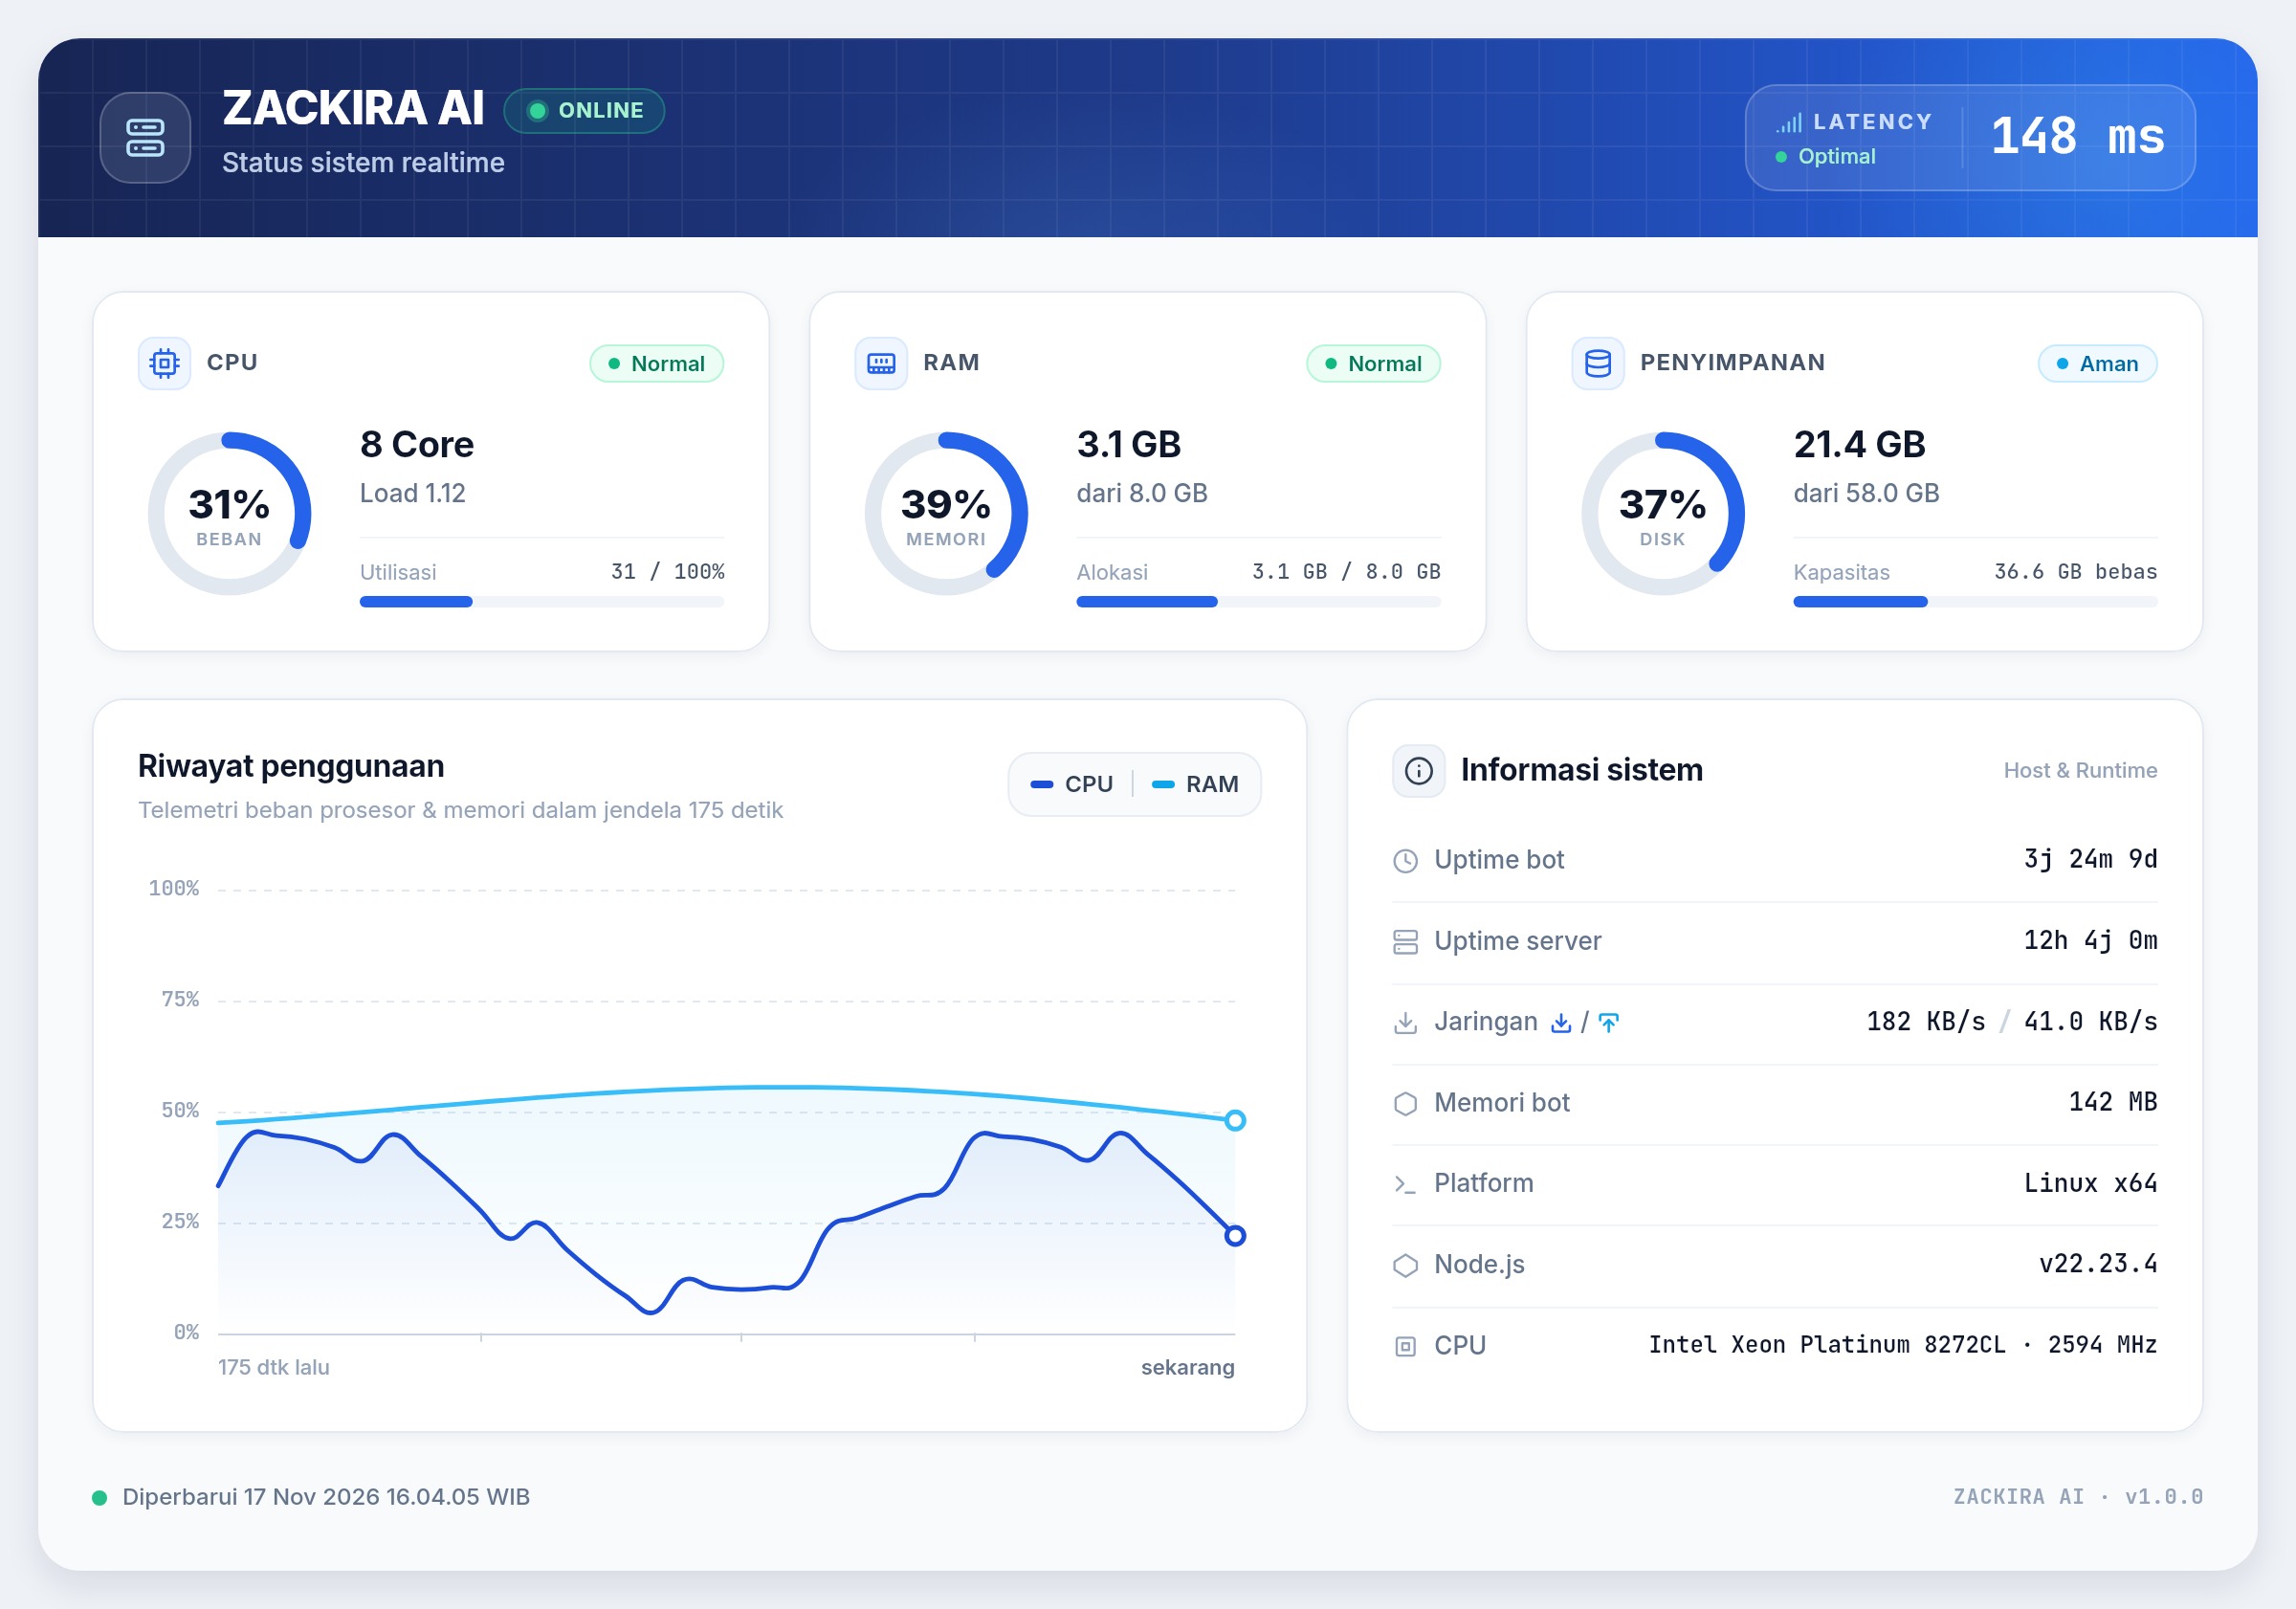 ZACKIRA AI
ONLINE
Status sistem realtime
LATENCY
Optimal
148 ms
CPU
Normal
31%
BEBAN
8 Core
Load 1.12
Utilisasi
31 / 100%
RAM
Normal
39%
MEMORI
3.1 GB
dari 8.0 GB
Alokasi
3.1 GB / 8.0 GB
PENYIMPANAN
Aman
37%
DISK
21.4 GB
dari 58.0 GB
Kapasitas
36.6 GB bebas
Riwayat penggunaan
Telemetri beban prosesor & memori dalam jendela 175 detik
CPU
RAM
100%
75%
50%
25%
0%
175 dtk lalu
sekarang
Informasi sistem
Host & Runtime
Uptime bot
3j 24m 9d
Uptime server
12h 4j 0m
Jaringan /
182 KB/s / 41.0 KB/s
Memori bot
142 MB
Platform
Linux x64
Node.js
v22.23.4
CPU
Intel Xeon Platinum 8272CL · 2594 MHz
Diperbarui 17 Nov 2026 16.04.05 WIB
ZACKIRA AI · v1.0.0